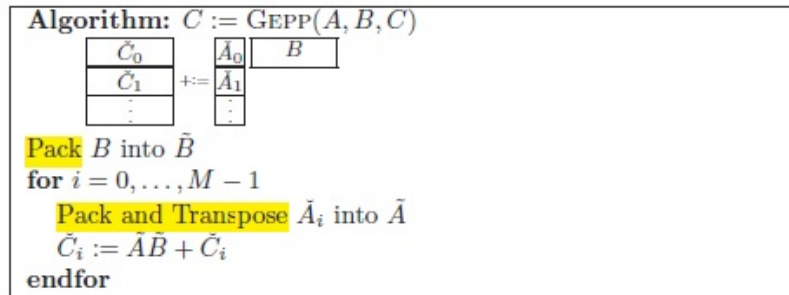 Algorithm: C := GEPP(A, B, C)
Č₀ Ǎ₀ B
Č₁ +:= Ǎ₁
⋮ ⋮
Pack B into B̃
for i = 0, . . . , M − 1
Pack and Transpose Ǎᵢ into Ã
Čᵢ := ÃB̃ + Čᵢ
endfor